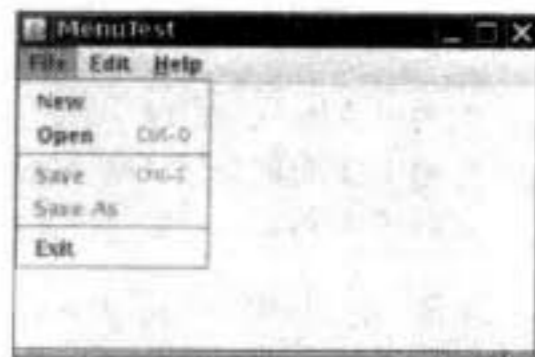 MenuTest
File Edit Help
New
Open Ctrl-O
Save Ctrl-S
Save As
Exit